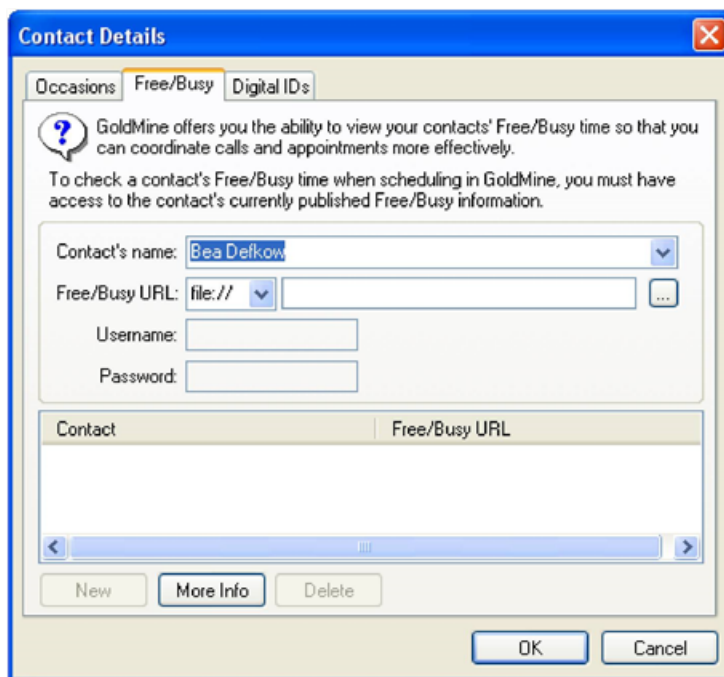 Contact Details
Occasions Free/Busy Digital IDs
GoldMine offers you the ability to view your contacts' Free/Busy time so that you
can coordinate calls and appointments more effectively.
To check a contact's Free/Busy time when scheduling in GoldMine, you must have
access to the contact's currently published Free/Busy information.
Contact's name: Bea Defkow
Free/Busy URL: file:// ...
Username:
Password:
Contact Free/Busy URL
New More Info Delete
OK Cancel